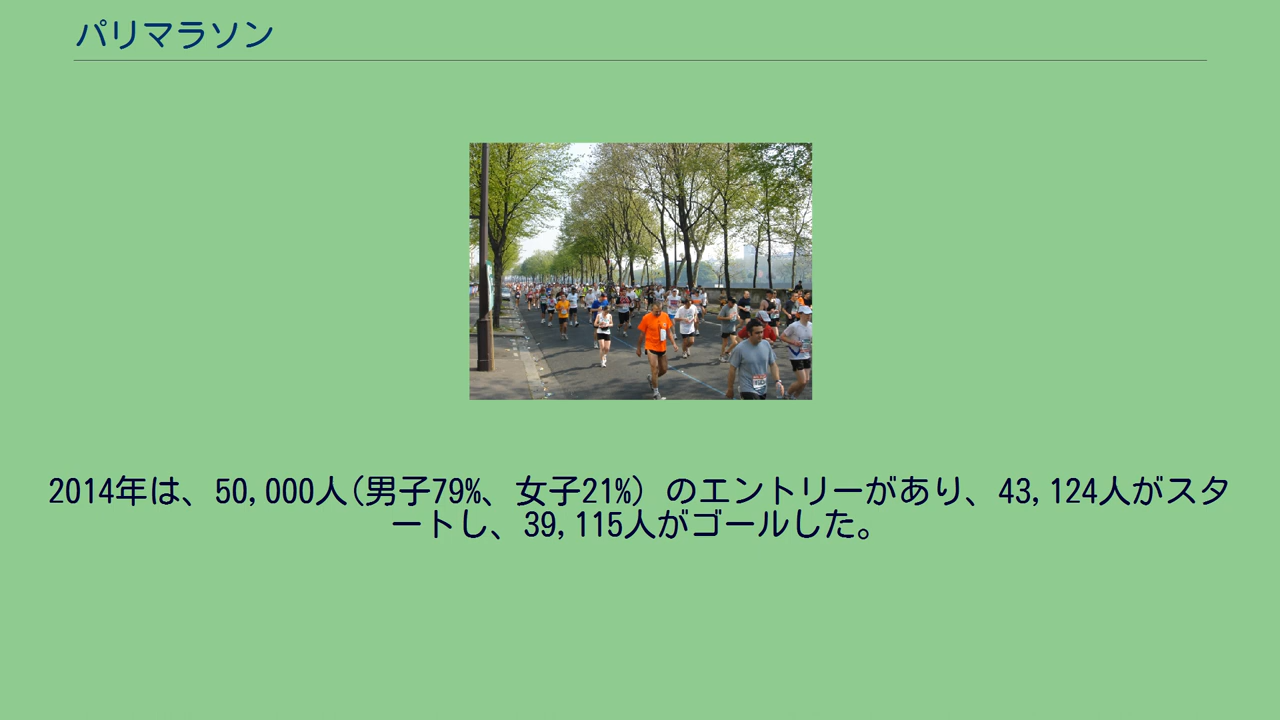 パリマラソン
2014年は、50,000人(男子79%、女子21%) のエントリーがあり、43,124人がスタ
ートし、39,115人がゴールした。